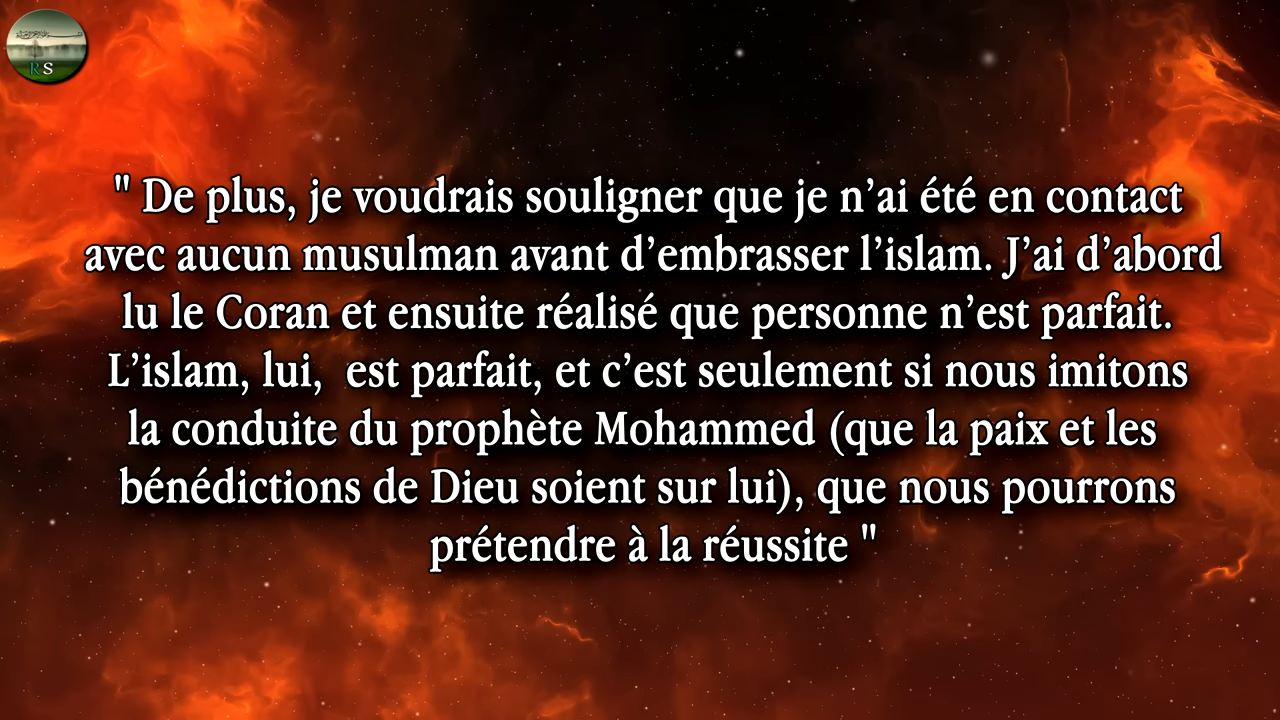 RS
" De plus, je voudrais souligner que je n’ai été en contact
avec aucun musulman avant d’embrasser l’islam. J’ai d’abord
lu le Coran et ensuite réalisé que personne n’est parfait.
L’islam, lui,  est parfait, et c’est seulement si nous imitons
la conduite du prophète Mohammed (que la paix et les
bénédictions de Dieu soient sur lui), que nous pourrons
prétendre à la réussite "